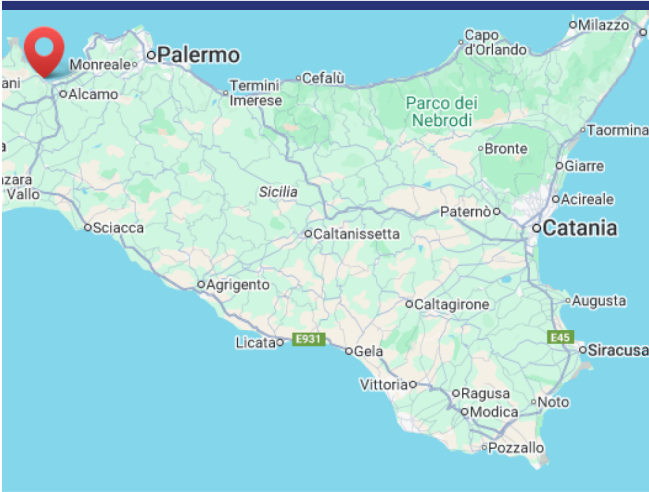 Milazzo
Capo
d'Orlando
Palermo
Monreale
Cefalù
ani
Termini
Imerese
Alcamo
Parco dei
Nebrodi
Taormina
a
Bronte
Giarre
zara
Vallo
Sicilia
Acireale
Paternò
Sciacca
Caltanissetta
Catania
Agrigento
Caltagirone
Augusta
Licata
E931
E45
Gela
Siracusa
Vittoria
Ragusa
Noto
Modica
Pozzallo